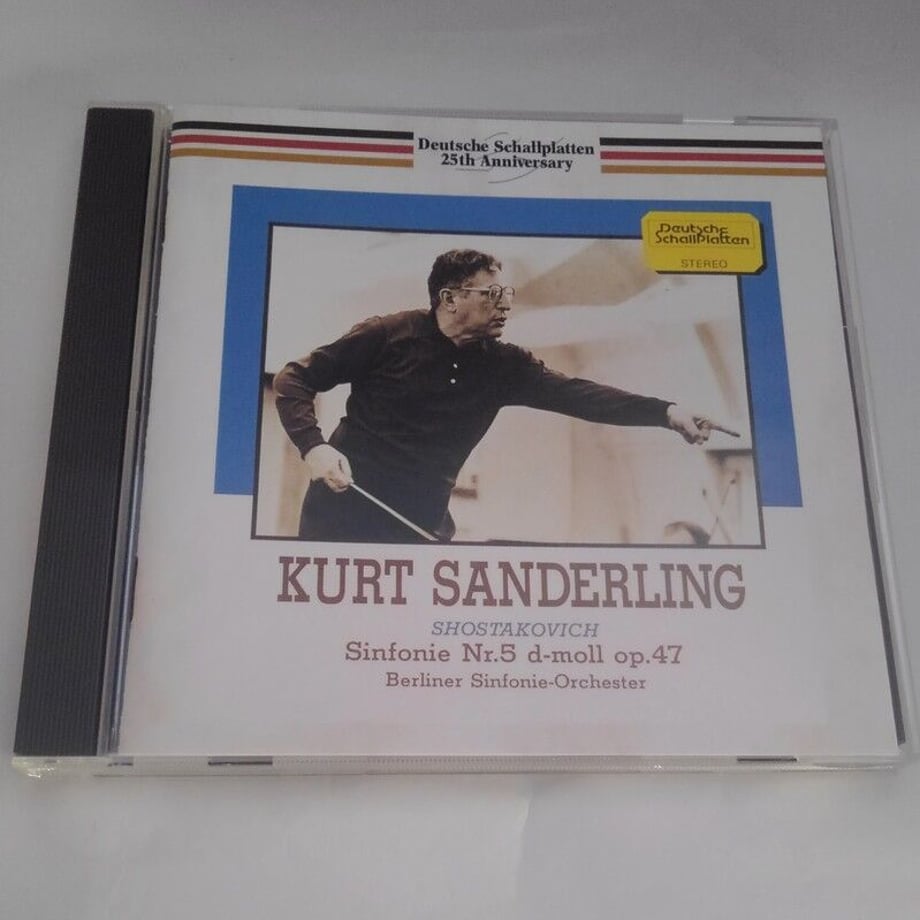 Deutsche Schallplatten
25th Anniversary
Deutsche
SchallPlatten
STEREO
KURT SANDERLING
SHOSTAKOVICH
Sinfonie Nr.5 d-moll op.47
Berliner Sinfonie-Orchester